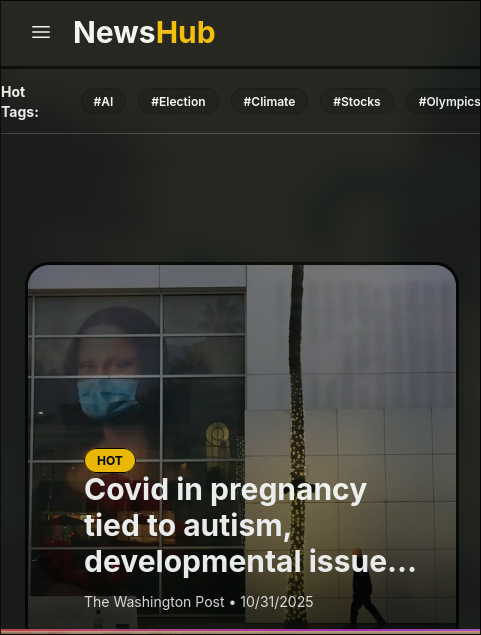 NewsHub
Hot
Tags:
#AI
#Election
#Climate
#Stocks
#Olympics
HOT
Covid in pregnancy
tied to autism,
developmental issue...
The Washington Post • 10/31/2025